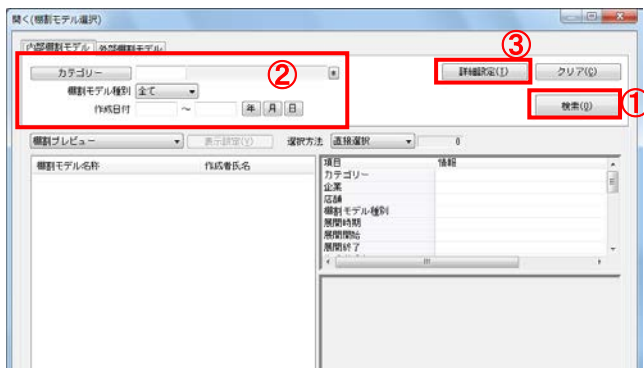 開く(棚割モデル選択)
内部棚割モデル 外部棚割モデル
③
カテゴリー ② 詳細設定(T) クリア(C)
棚割モデル種別 全て ①
作成日付 ～ 年 月 日 検索(Q)
棚割プレビュー 表示設定(Y) 選択方法 直接選択 0
棚割モデル名称 作成者氏名 項目 情報
カテゴリー
企業
店舗
棚割モデル種別
展開時期
展開開始
展開終了